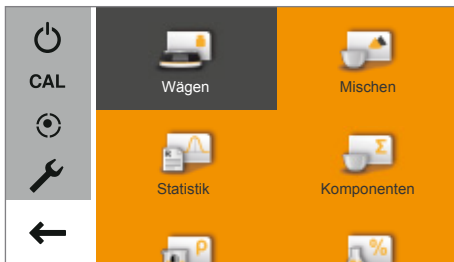 CAL
Wägen
Mischen
Statistik
Σ
Komponenten
ρ
%